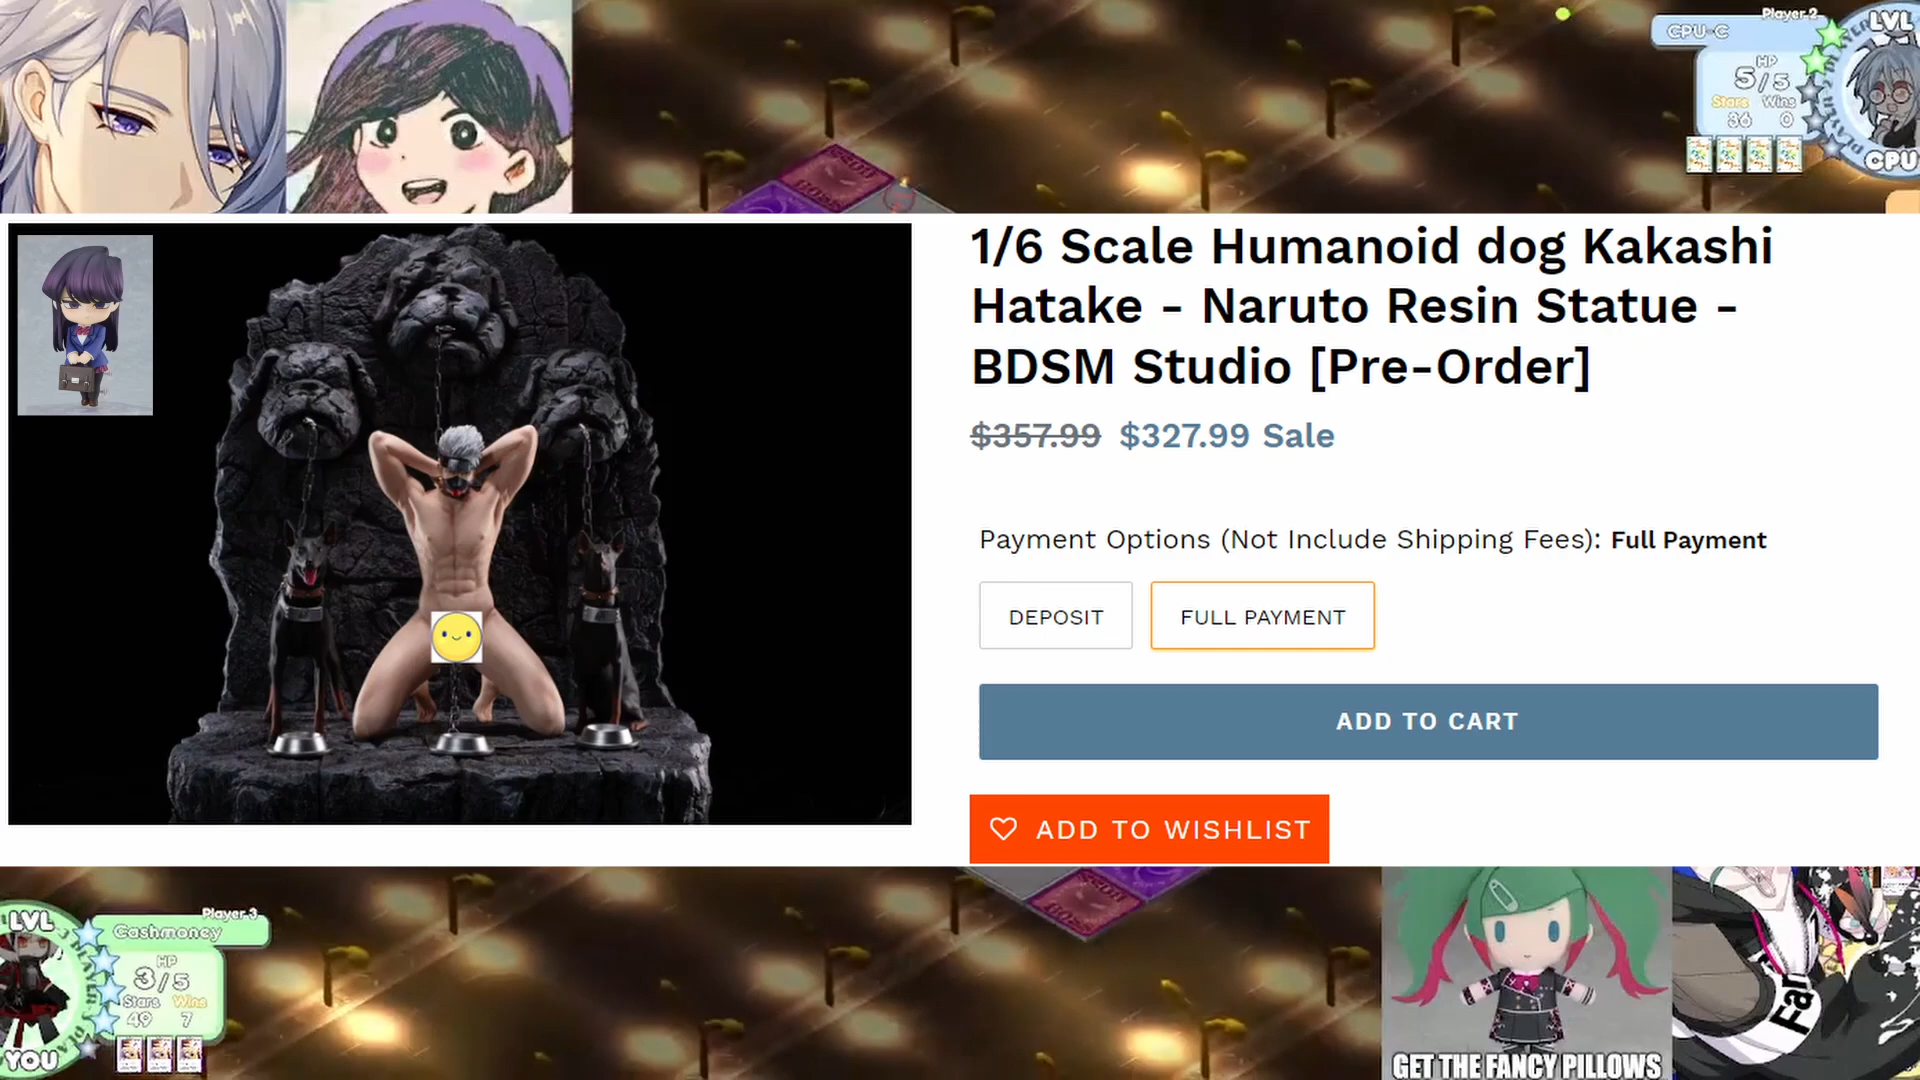 Player 2
CPU-C
LVL
HP
5/5
Stars Wins
36 0
CPU
1/6 Scale Humanoid dog Kakashi
Hatake - Naruto Resin Statue -
BDSM Studio [Pre-Order]
$357.99 $327.99 Sale
Payment Options (Not Include Shipping Fees): Full Payment
DEPOSIT FULL PAYMENT
ADD TO CART
ADD TO WISHLIST
LVL
Player 3
Cashmoney
HP
3/5
Stars Wins
49 7
YOU
GET THE FANCY PILLOWS
Far